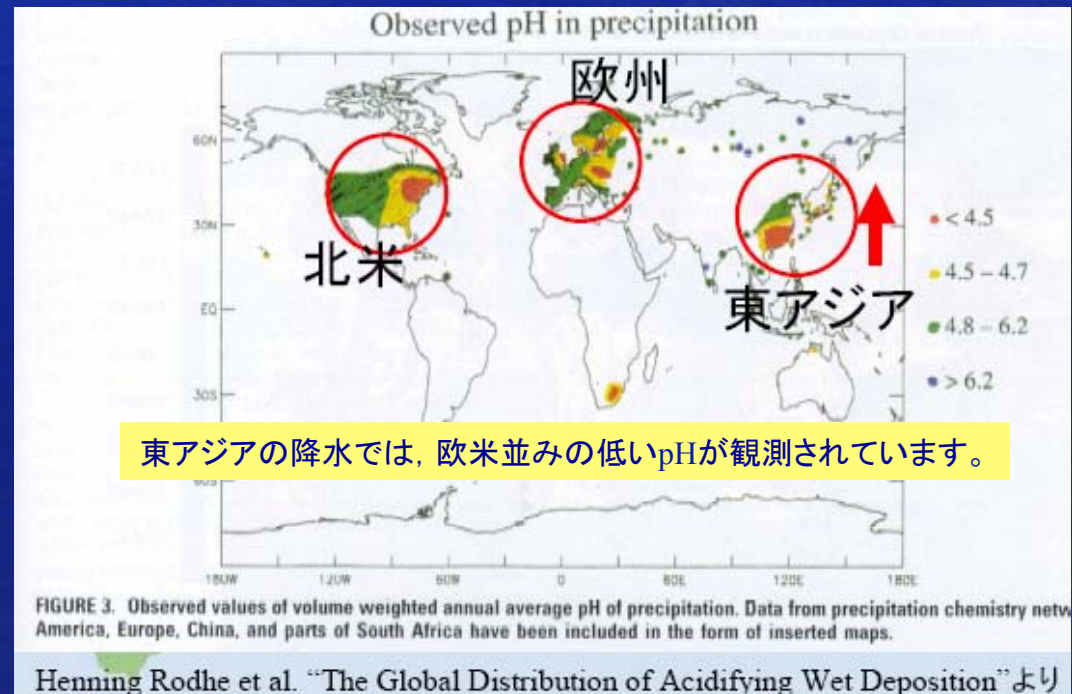 Observed pH in precipitation
欧州
60N
30N
北米
EQ
東アジア
30S
< 4.5
4.5 – 4.7
4.8 – 6.2
> 6.2
東アジアの降水では，欧米並みの低いpHが観測されています。
60S
180W 120W 60W 0 60E 120E 180E
FIGURE 3. Observed values of volume weighted annual average pH of precipitation. Data from precipitation chemistry netw
America, Europe, China, and parts of South Africa have been included in the form of inserted maps.
Henning Rodhe et al. “The Global Distribution of Acidifying Wet Deposition”より